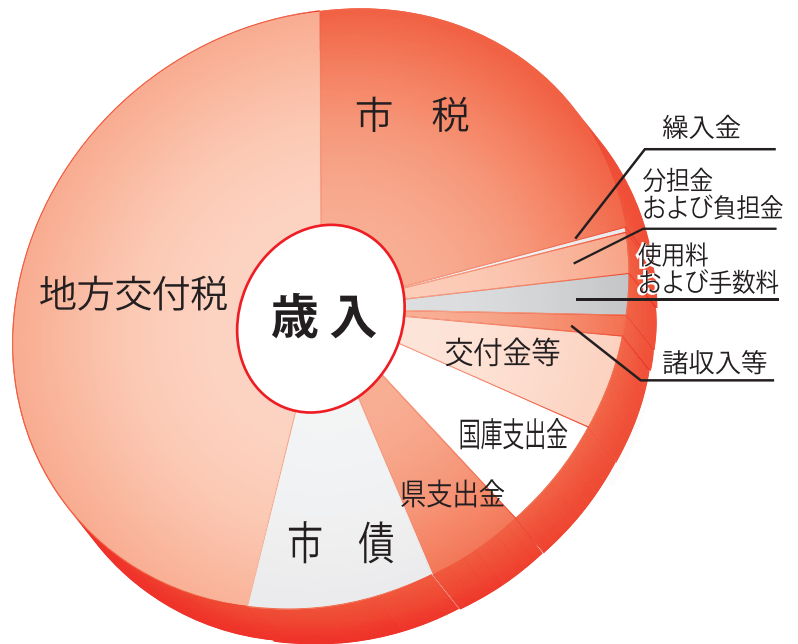 市 税
繰入金
分担金
および負担金
使用料
および手数料
諸収入等
交付金等
国庫支出金
県支出金
市 債
地方交付税
歳 入